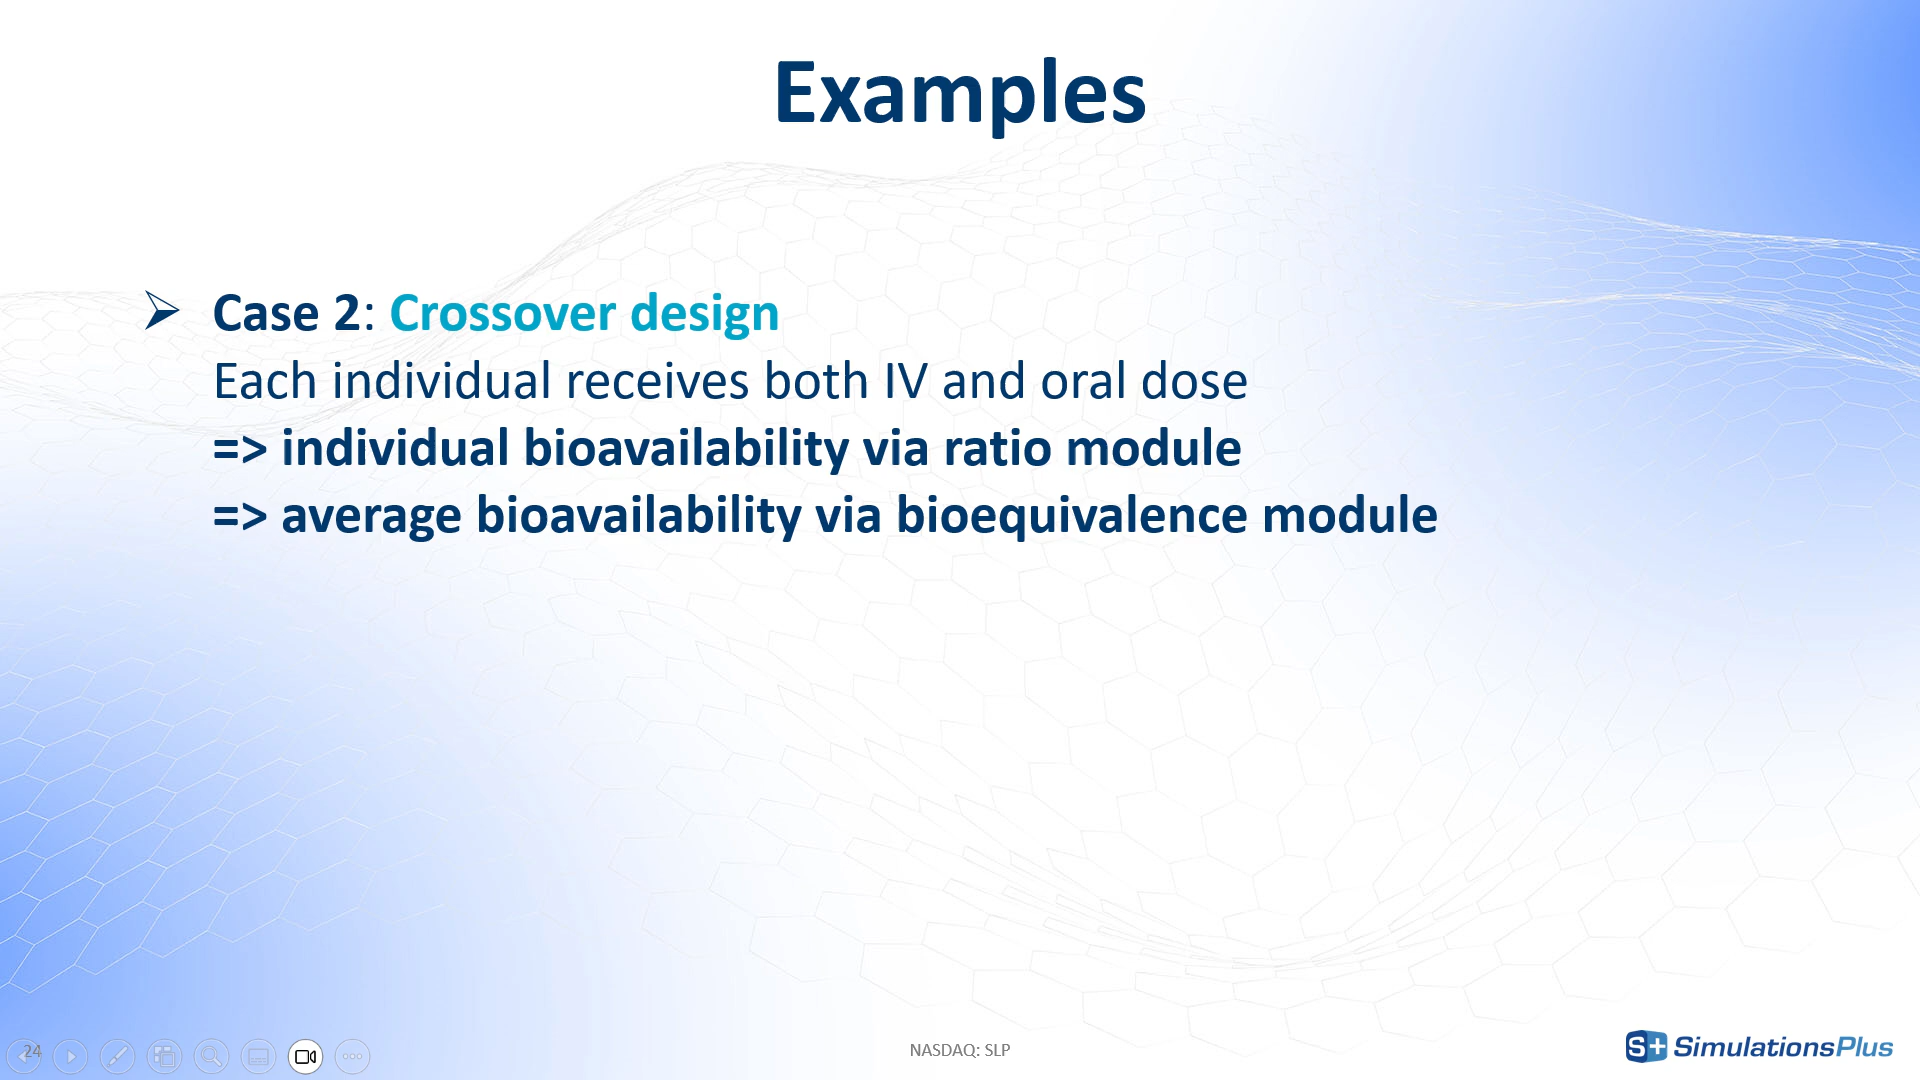 Examples
Case 2: Crossover design
Each individual receives both IV and oral dose
=> individual bioavailability via ratio module
=> average bioavailability via bioequivalence module
24
NASDAQ: SLP
S+ SimulationsPlus